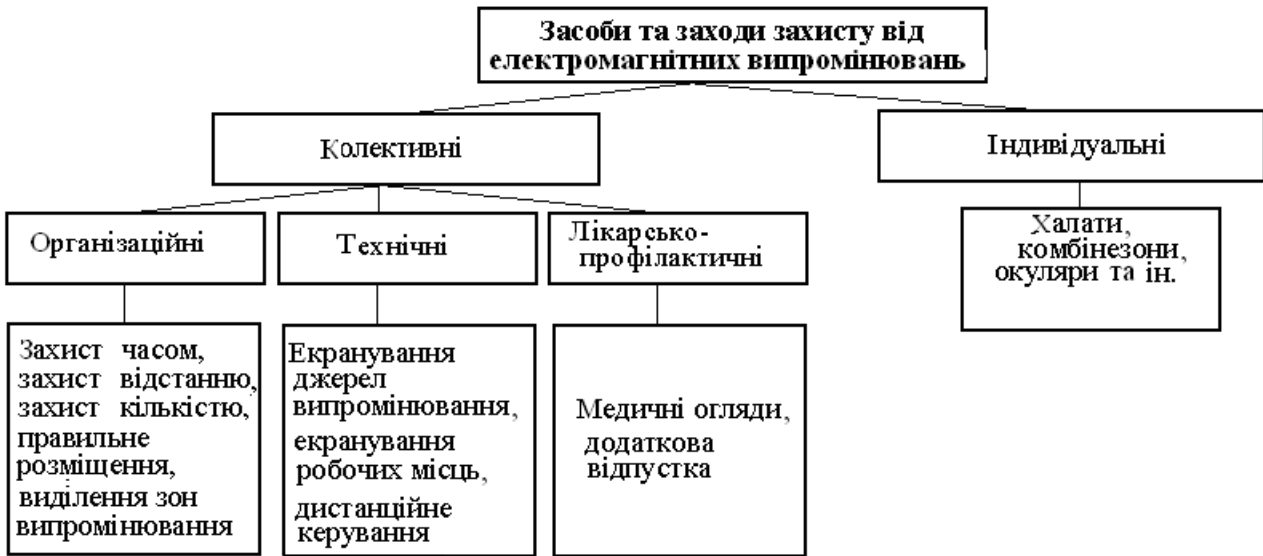 Засоби та заходи захисту від
електромагнітних випромінювань
Колективні
Індивідуальні
Організаційні
Технічні
Лікарсько-
профілактичні
Халати,
комбінезони,
окуляри та ін.
Захист часом,
захист відстанню,
захист кількістю,
правильне
розміщення,
виділення зон
випромінювання
Екранування
джерел
випромінювання,
екранування
робочих місць,
дистанційне
керування
Медичні огляди,
додаткова
відпустка